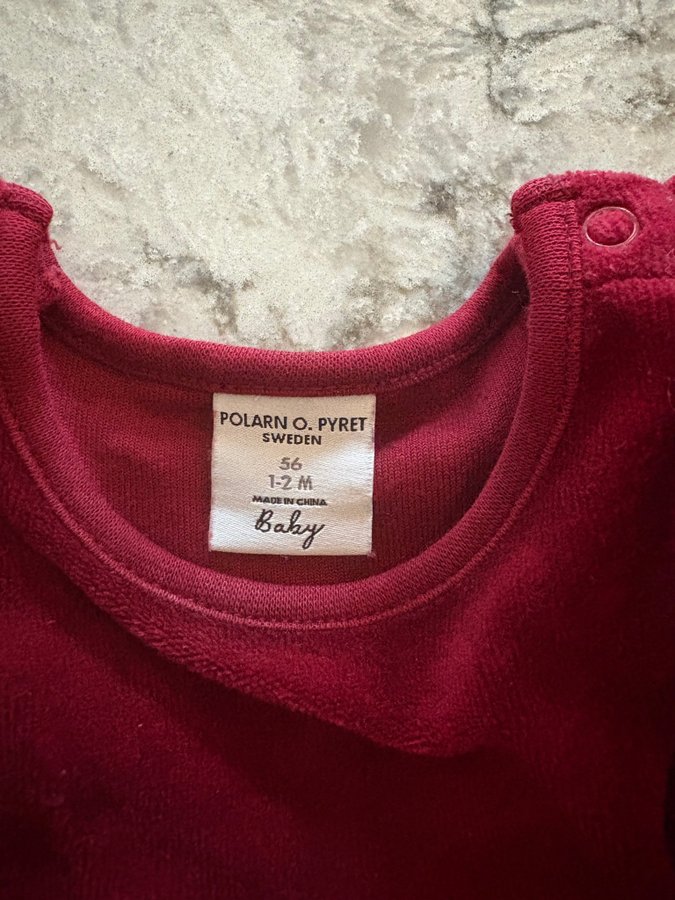 POLARN O. PYRET
SWEDEN
56
1-2 M
MADE IN CHINA
Baby